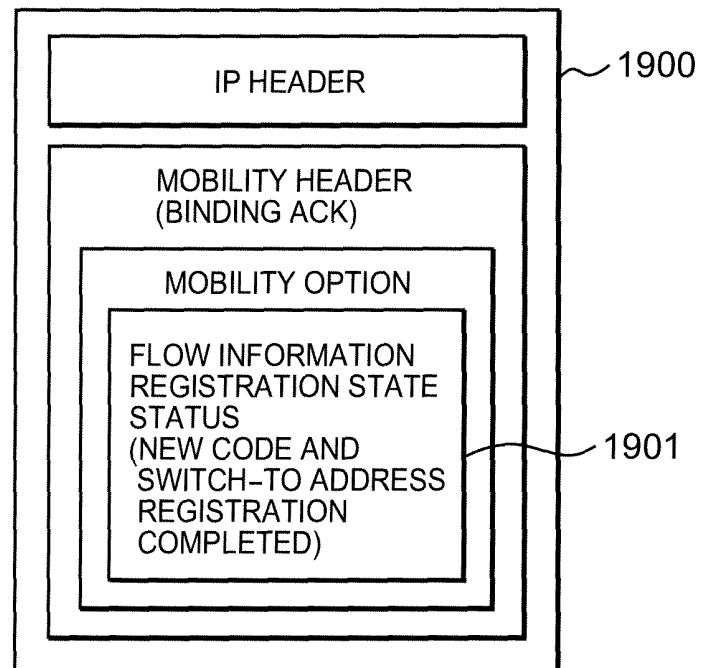 IP HEADER
1900
MOBILITY HEADER
(BINDING ACK)
MOBILITY OPTION
FLOW INFORMATION
REGISTRATION STATE
STATUS
(NEW CODE AND
SWITCH-TO ADDRESS
REGISTRATION
COMPLETED)
1901